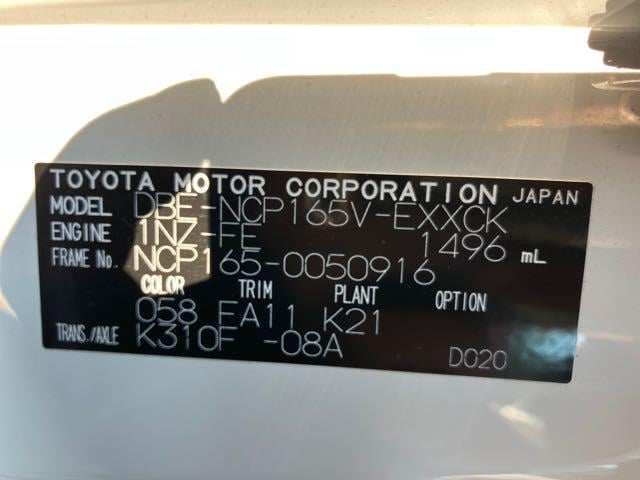 TOYOTA MOTOR CORPORATION JAPAN
MODEL DBE-NCP165V-EXXCK
ENGINE 1NZ-FE 1496 mL
FRAME No. NCP165-0050916
COLOR TRIM PLANT OPTION
058 FA11 K21
TRANS./AXLE K310F -08A D020